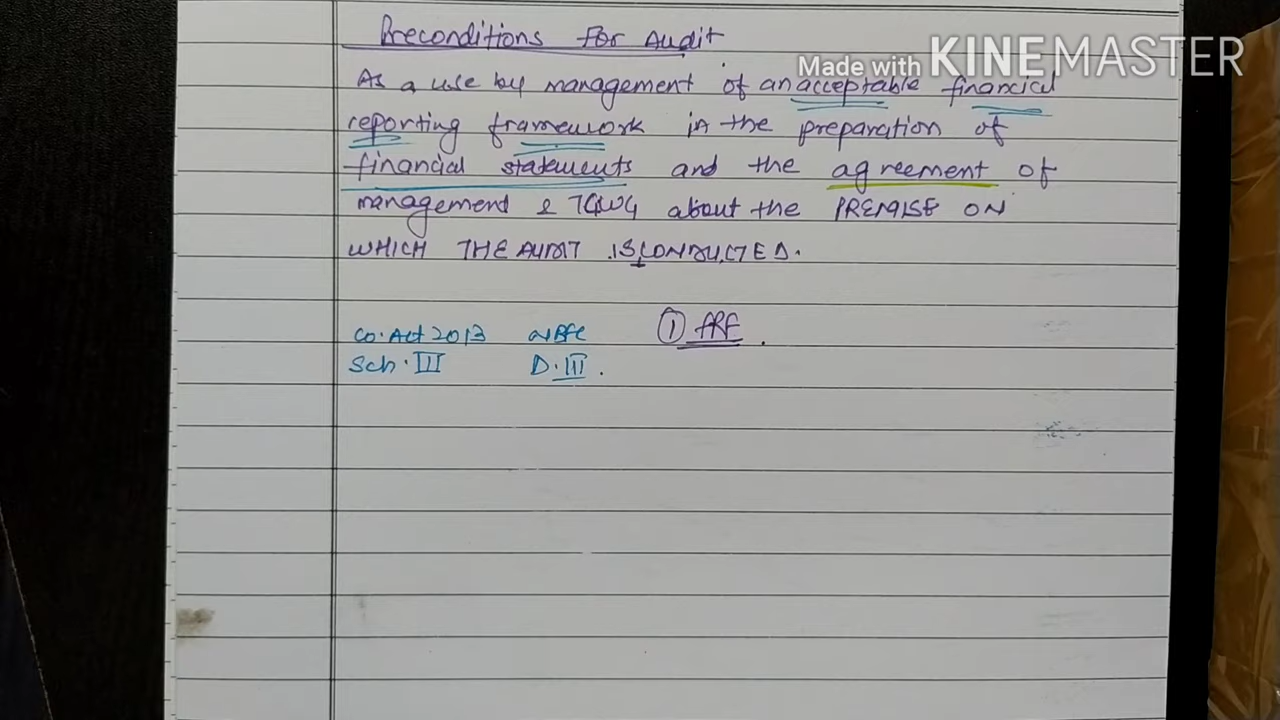 Preconditions for Audit
Made with KINEMASTER
As a use by management of an acceptable financial
reporting framework in the preparation of
financial statements and the agreement of
management & TCWG about the PREMISE ON
WHICH THE AUDIT IS CONDUCTED.
Co. Act 2013 NBFC ① FRF.
Sch. III D. III.